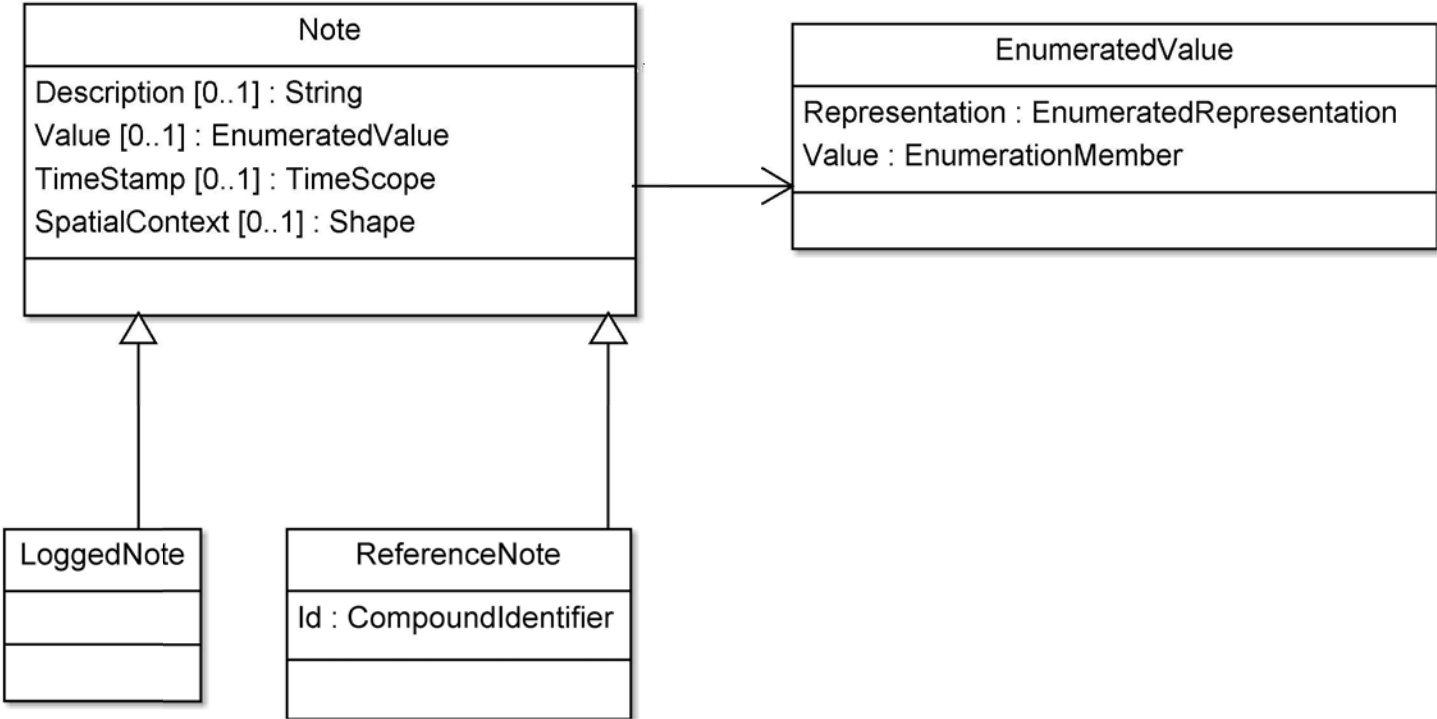 Note
Description [0..1] : String
Value [0..1] : EnumeratedValue
TimeStamp [0..1] : TimeScope
SpatialContext [0..1] : Shape
EnumeratedValue
Representation : EnumeratedRepresentation
Value : EnumerationMember
LoggedNote
ReferenceNote
Id : CompoundIdentifier